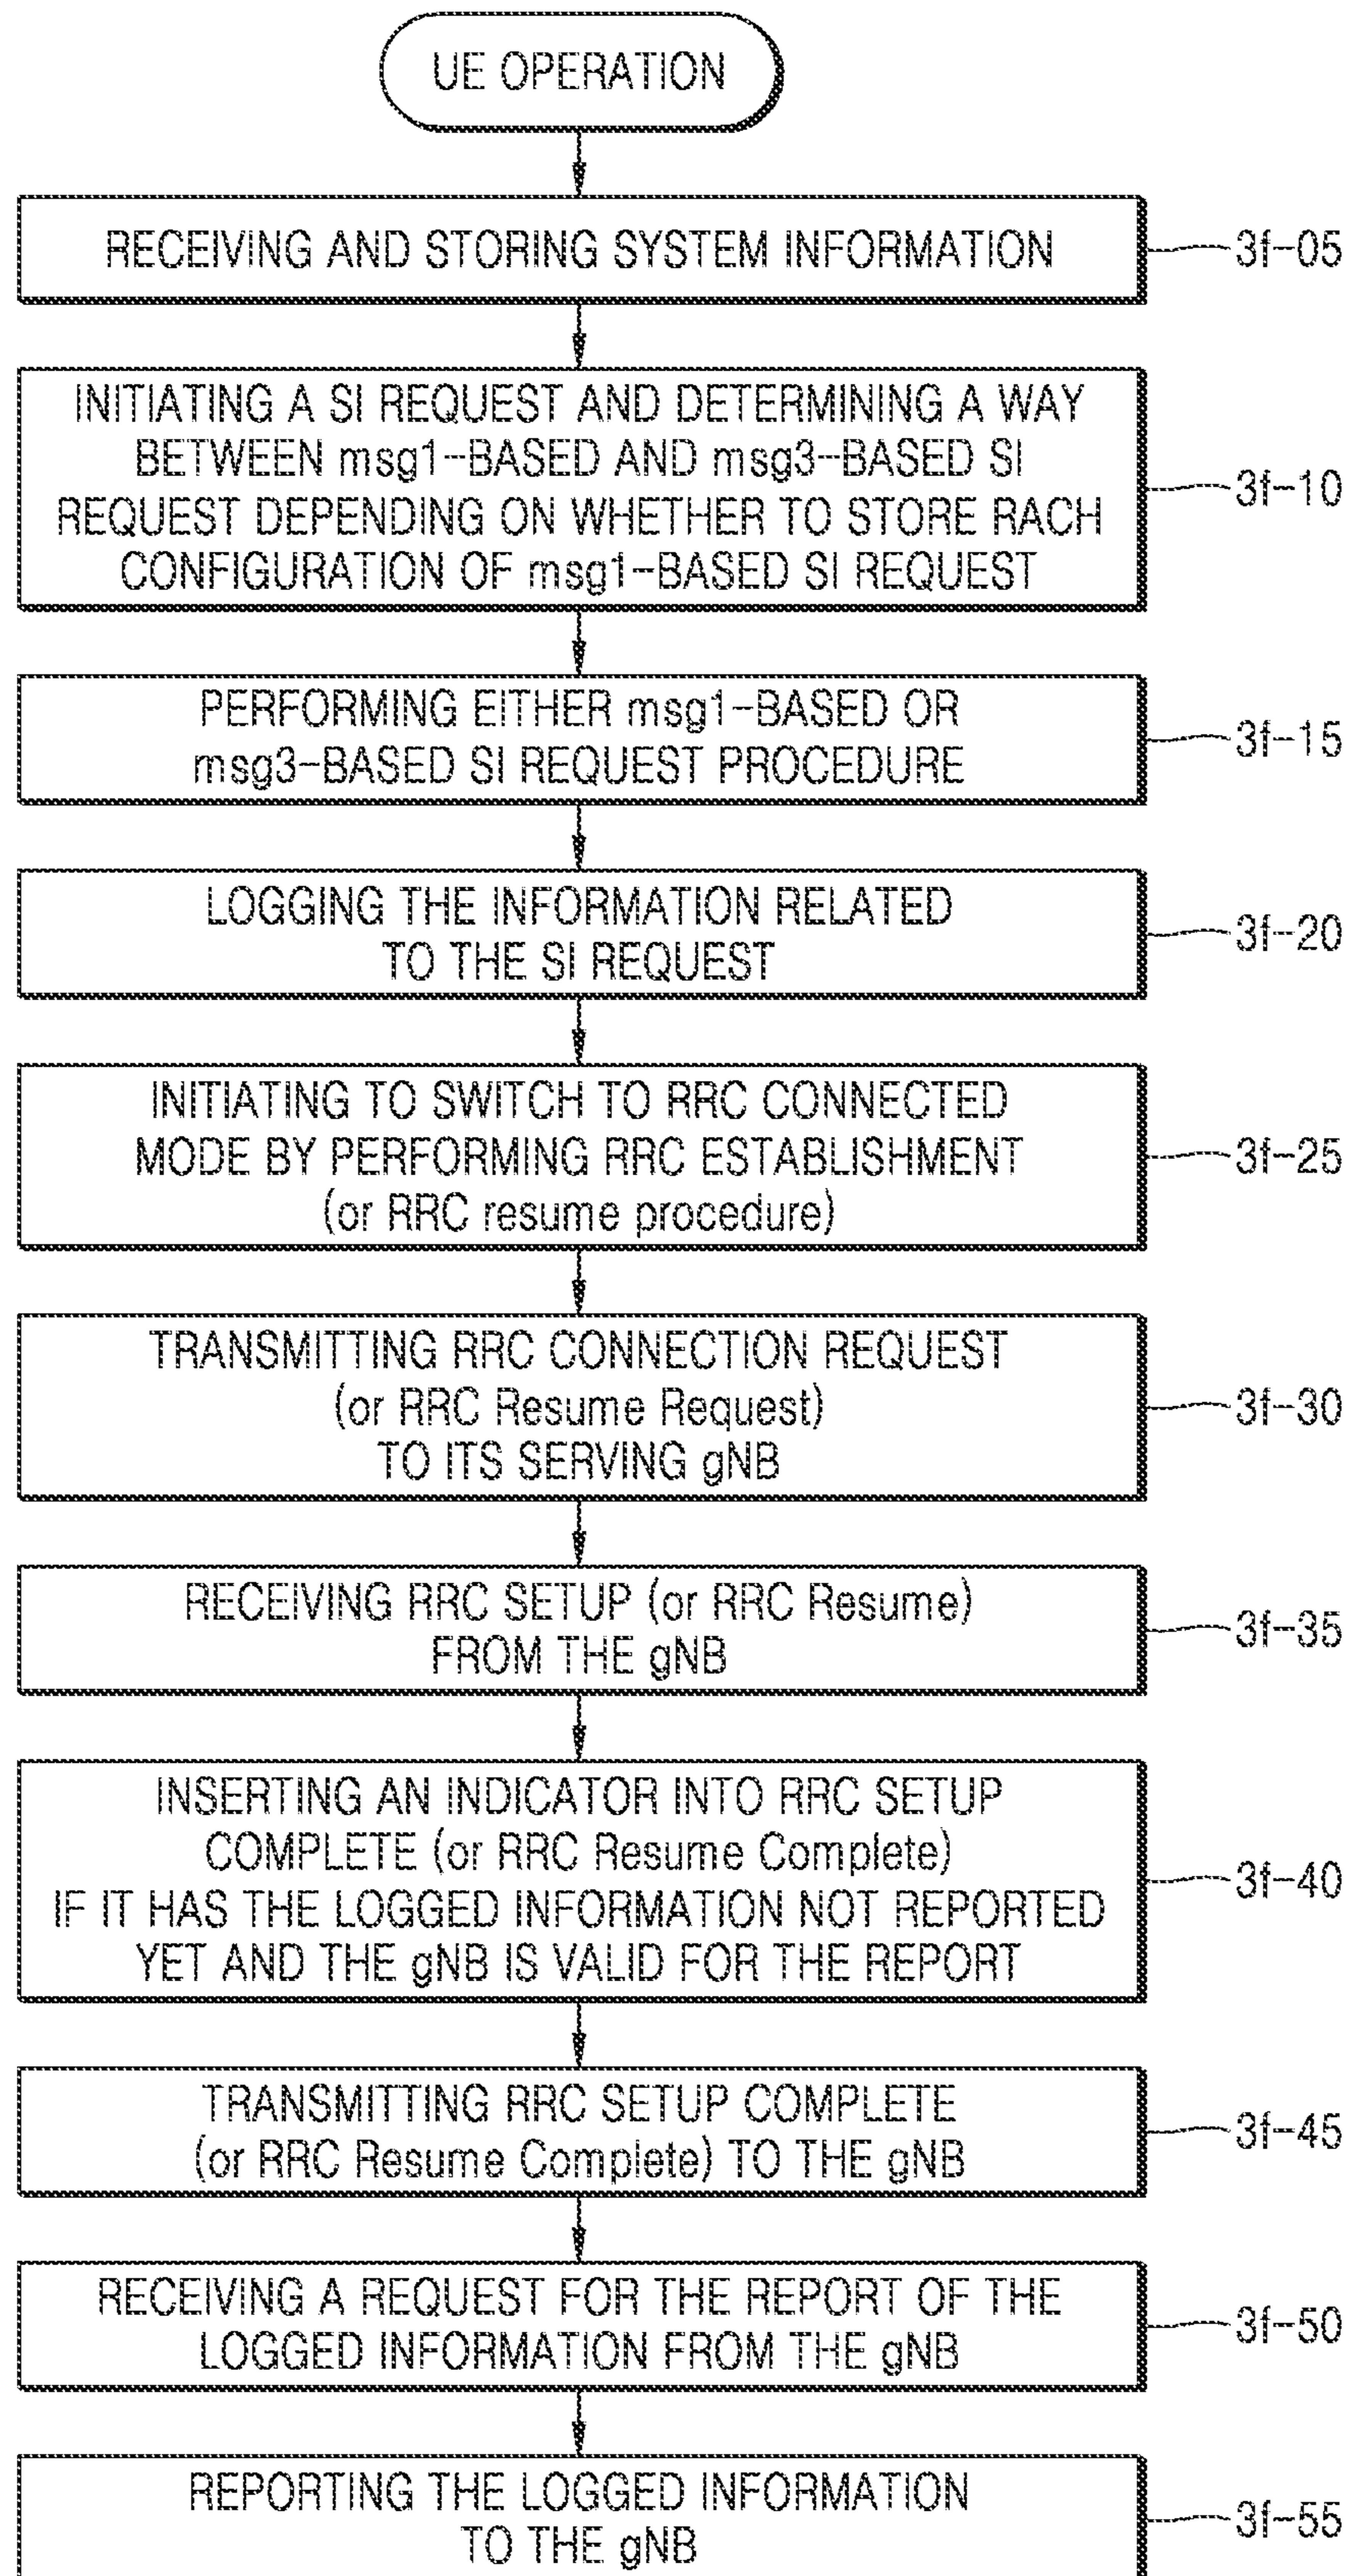 UE OPERATION
RECEIVING AND STORING SYSTEM INFORMATION
3f-05
INITIATING A SI REQUEST AND DETERMINING A WAY
BETWEEN msg1-BASED AND msg3-BASED SI
REQUEST DEPENDING ON WHETHER TO STORE RACH
CONFIGURATION OF msg1-BASED SI REQUEST
3f-10
PERFORMING EITHER msg1-BASED OR
msg3-BASED SI REQUEST PROCEDURE
3f-15
LOGGING THE INFORMATION RELATED
TO THE SI REQUEST
3f-20
INITIATING TO SWITCH TO RRC CONNECTED
MODE BY PERFORMING RRC ESTABLISHMENT
(or RRC resume procedure)
3f-25
TRANSMITTING RRC CONNECTION REQUEST
(or RRC Resume Request)
TO ITS SERVING gNB
3f-30
RECEIVING RRC SETUP (or RRC Resume)
FROM THE gNB
3f-35
INSERTING AN INDICATOR INTO RRC SETUP
COMPLETE (or RRC Resume Complete)
IF IT HAS THE LOGGED INFORMATION NOT REPORTED
YET AND THE gNB IS VALID FOR THE REPORT
3f-40
TRANSMITTING RRC SETUP COMPLETE
(or RRC Resume Complete) TO THE gNB
3f-45
RECEIVING A REQUEST FOR THE REPORT OF THE
LOGGED INFORMATION FROM THE gNB
3f-50
REPORTING THE LOGGED INFORMATION
TO THE gNB
3f-55